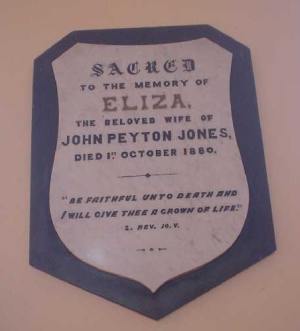 SACRED
TO THE MEMORY OF
ELIZA,
THE BELOVED WIFE OF
JOHN PEYTON JONES,
DIED 1ST OCTOBER 1880.
"BE FAITHFUL UNTO DEATH AND
I WILL GIVE THEE A CROWN OF LIFE."
2. REV. 10. V.